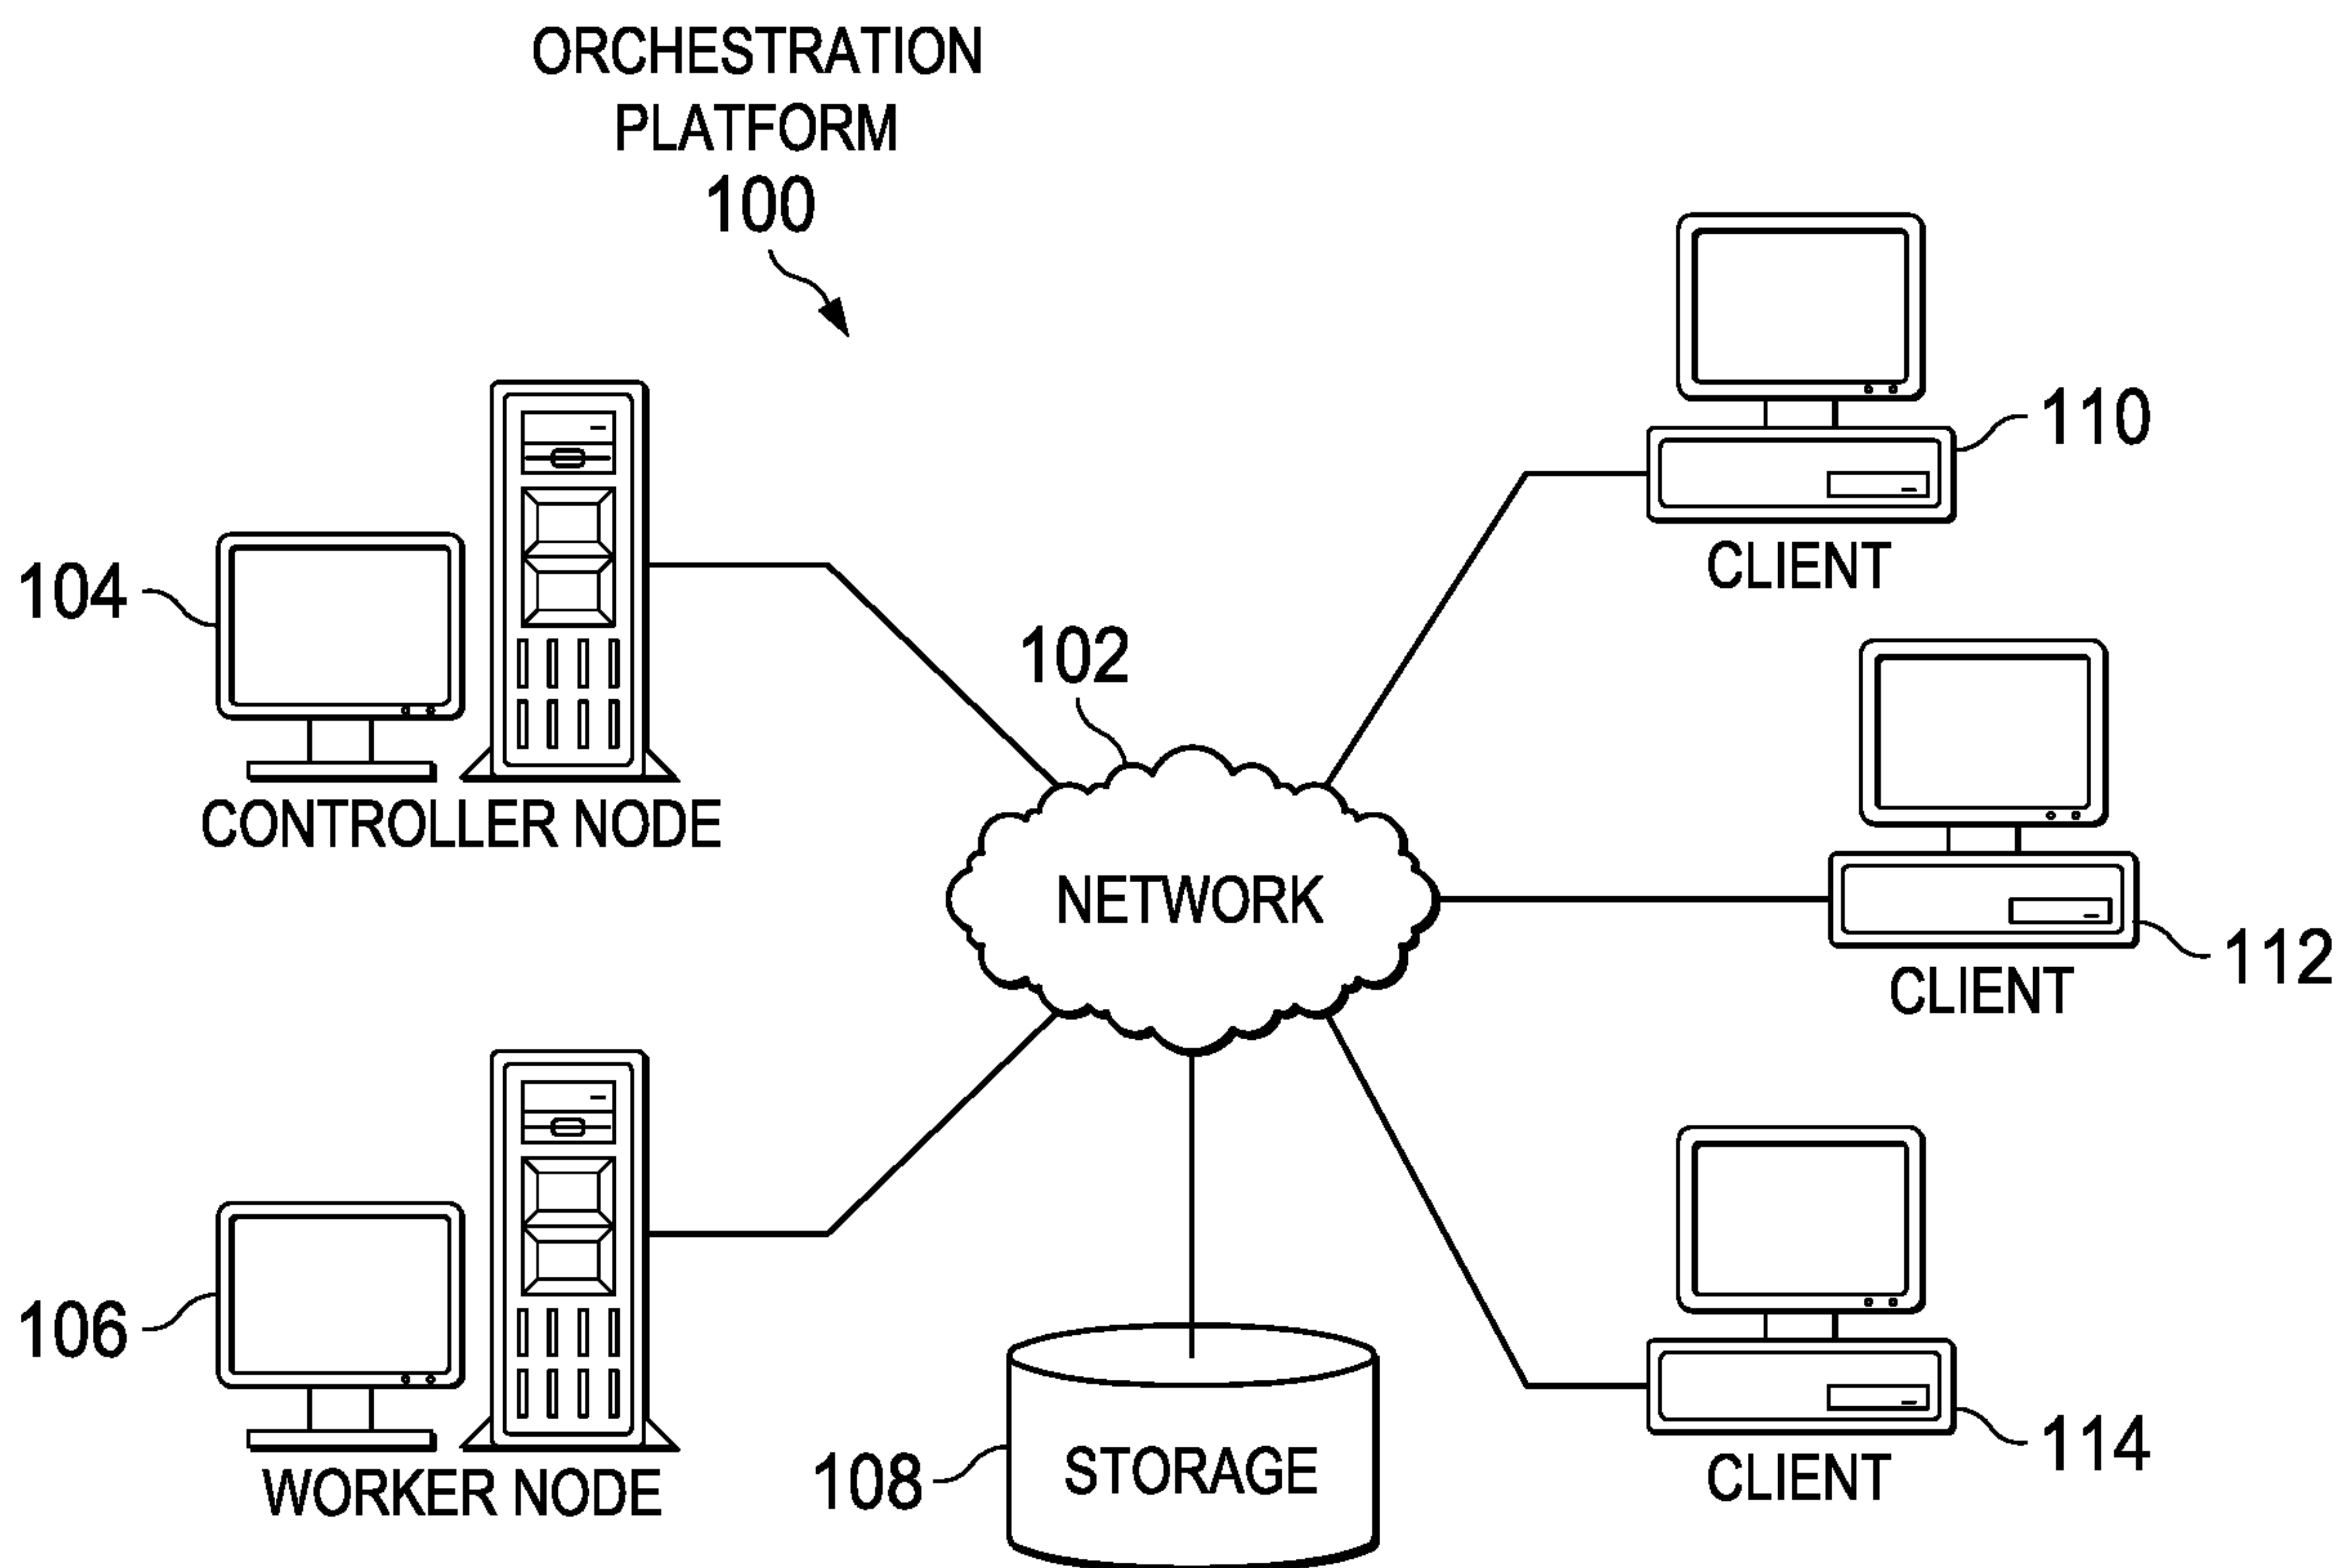 ORCHESTRATION
PLATFORM
100
110
CLIENT
104
CONTROLLER NODE
102
NETWORK
112
CLIENT
106
WORKER NODE
108
STORAGE
114
CLIENT